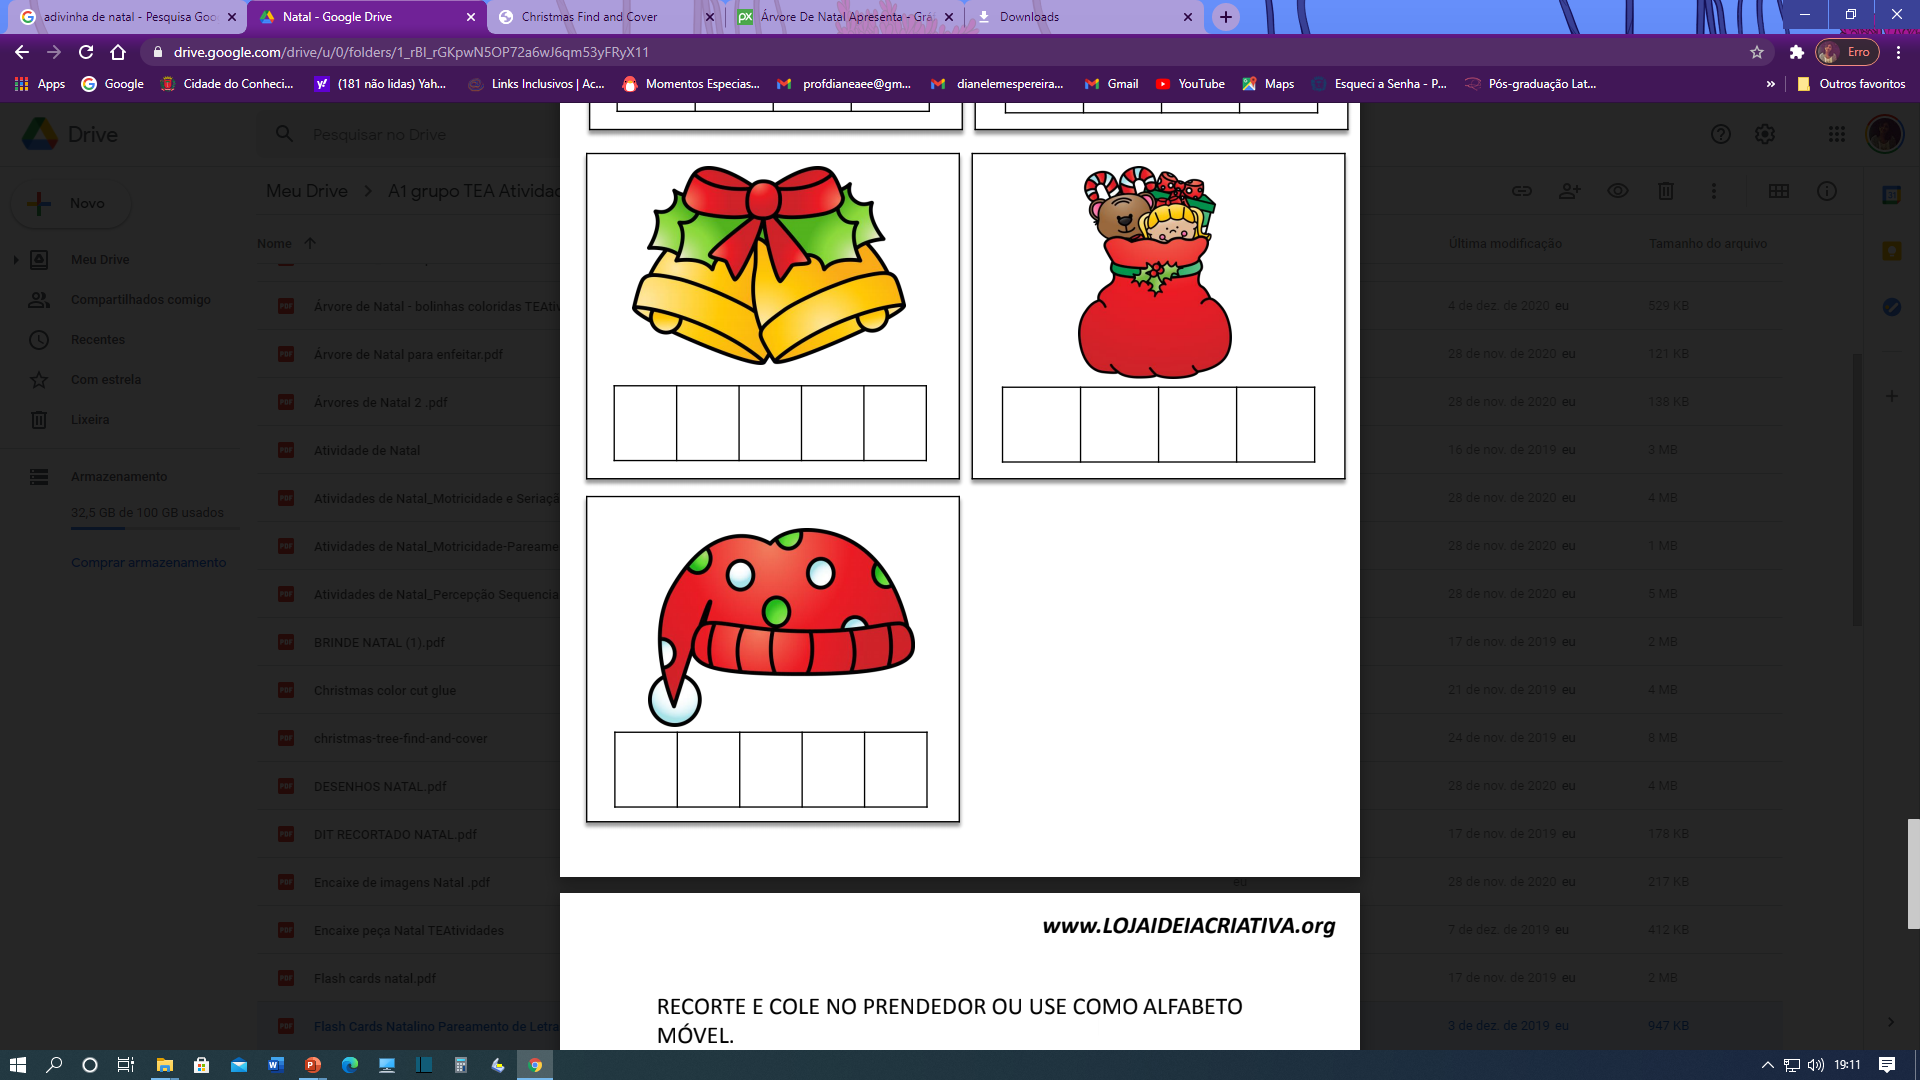 adivinha de natal - Pesquisa Goo
Natal - Google Drive
Christmas Find and Cover
Árvore De Natal Apresenta - Grá
Downloads
drive.google.com/drive/u/0/folders/1_rBI_rGKpwN5OP72a6wJ6qm53yFRyX11
Erro
Apps
Google
Cidade do Conheci...
(181 não lidas) Yah...
Links Inclusivos | Ac...
Momentos Especias...
profdianeaee@gm...
dianelemespereira...
Gmail
YouTube
Maps
Esqueci a Senha - P...
Pós-graduação Lat...
»
Outros favoritos
Drive
Pesquisar no Drive
Novo
Meu Drive > A1 grupo TEA Atividad
Nome
Última modificação
Tamanho do arquivo
Meu Drive
Compartilhados comigo
Recentes
Com estrela
Lixeira
Armazenamento
32,5 GB de 100 GB usados
Comprar armazenamento
Árvore de Natal - bolinhas coloridas TEAtiv
4 de dez. de 2020 eu
529 KB
Árvore de Natal para enfeitar.pdf
28 de nov. de 2020 eu
121 KB
Árvores de Natal 2 .pdf
28 de nov. de 2020 eu
138 KB
Atividade de Natal
16 de nov. de 2019 eu
3 MB
Atividades de Natal_Motricidade e Seriaçã
28 de nov. de 2020 eu
4 MB
Atividades de Natal_Motricidade-Pareame
28 de nov. de 2020 eu
1 MB
Atividades de Natal_Percepção Sequencia
28 de nov. de 2020 eu
5 MB
BRINDE NATAL (1).pdf
17 de nov. de 2019 eu
2 MB
Christmas color cut glue
21 de nov. de 2019 eu
4 MB
christmas-tree-find-and-cover
24 de nov. de 2019 eu
8 MB
DESENHOS NATAL.pdf
28 de nov. de 2020 eu
4 MB
DIT RECORTADO NATAL.pdf
17 de nov. de 2019 eu
178 KB
Encaixe de imagens Natal .pdf
eu
28 de nov. de 2020 eu
217 KB
Encaixe peça Natal TEAtividades
7 de dez. de 2019 eu
412 KB
Flash cards natal.pdf
17 de nov. de 2019 eu
2 MB
Flash Cards Natalino Pareamento de Letra
3 de dez. de 2019 eu
947 KB
www.LOJAIDEIACRIATIVA.org
RECORTE E COLE NO PRENDEDOR OU USE COMO ALFABETO
MÓVEL.
19:11